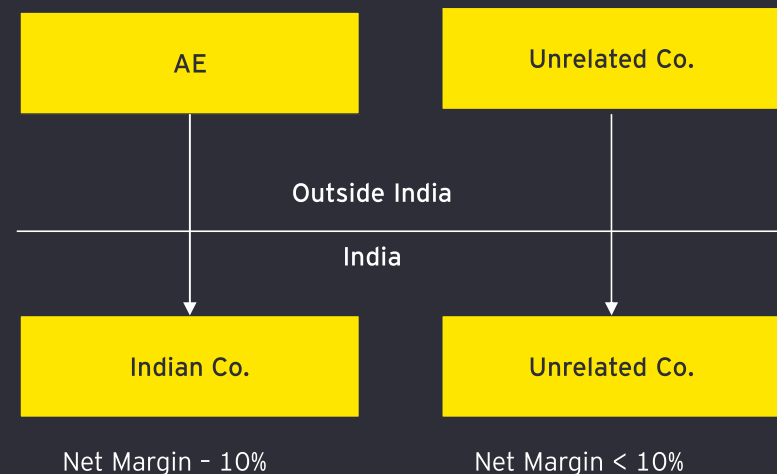 AE
Unrelated Co.
Outside India
India
Indian Co.
Unrelated Co.
Net Margin – 10%
Net Margin < 10%